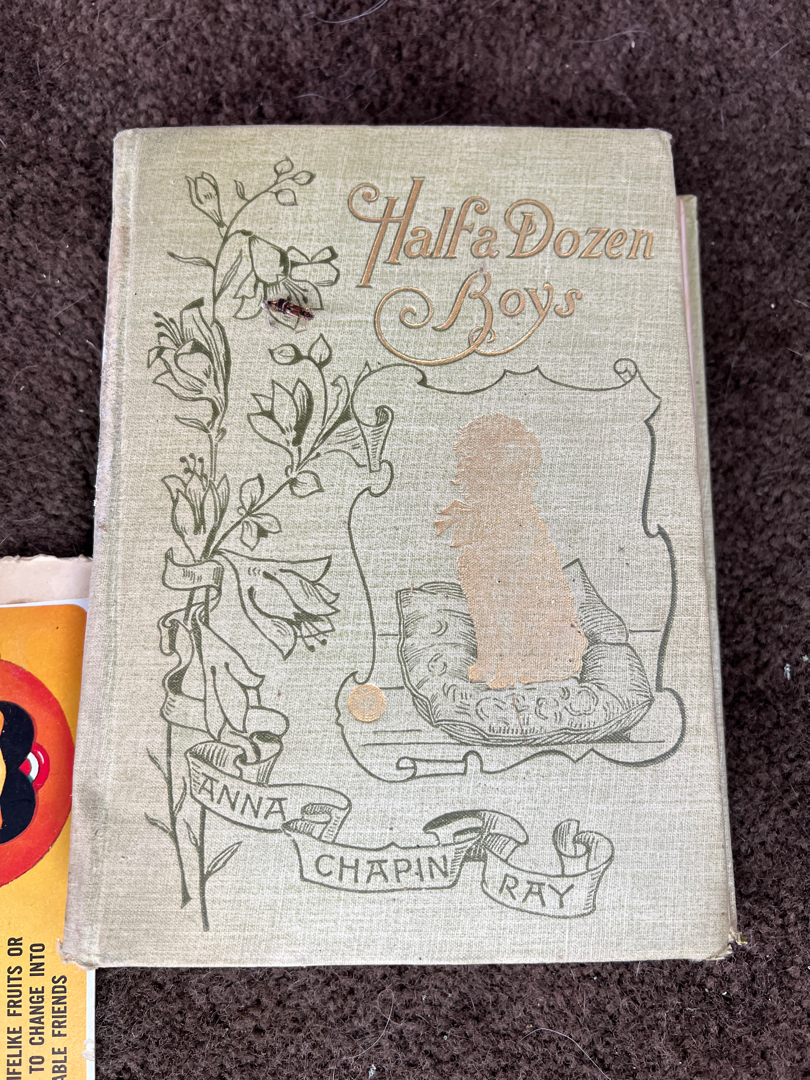 Half a Dozen
Boys
ANNA
CHAPIN
RAY
IFELIKE FRUITS OR
TO CHANGE INTO
ABLE FRIENDS